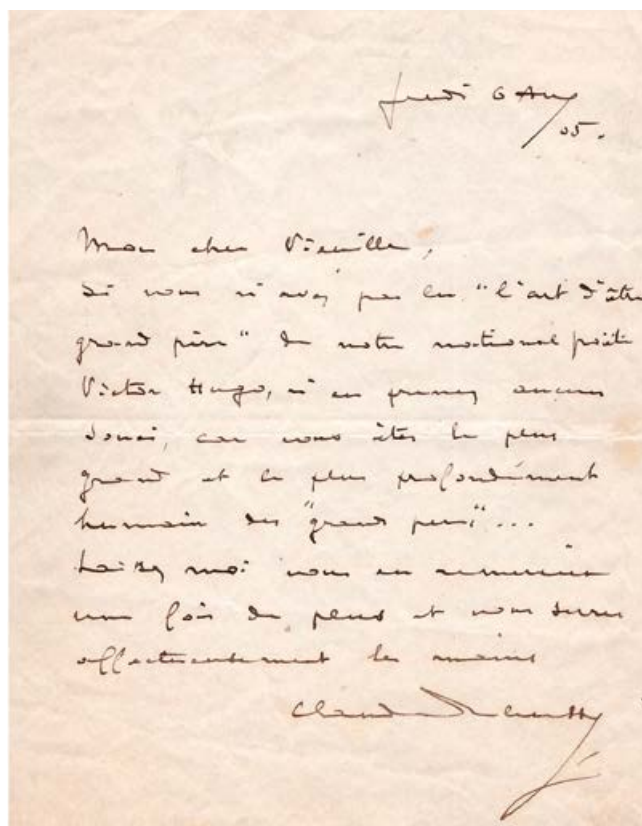 Jeudi 6 Avr
/05.
Mon cher Vieuille,
Si vous n'avez pas lu "l'art d'être
grand père" de notre national poète
Victor Hugo, n'en prenez aucun
souci, car vous êtes le plus
grand et le plus profondément
humain des "grand père"...
Laissez moi vous en remercier
une fois de plus et vous serrer
affectueusement les mains
Claude Debussy